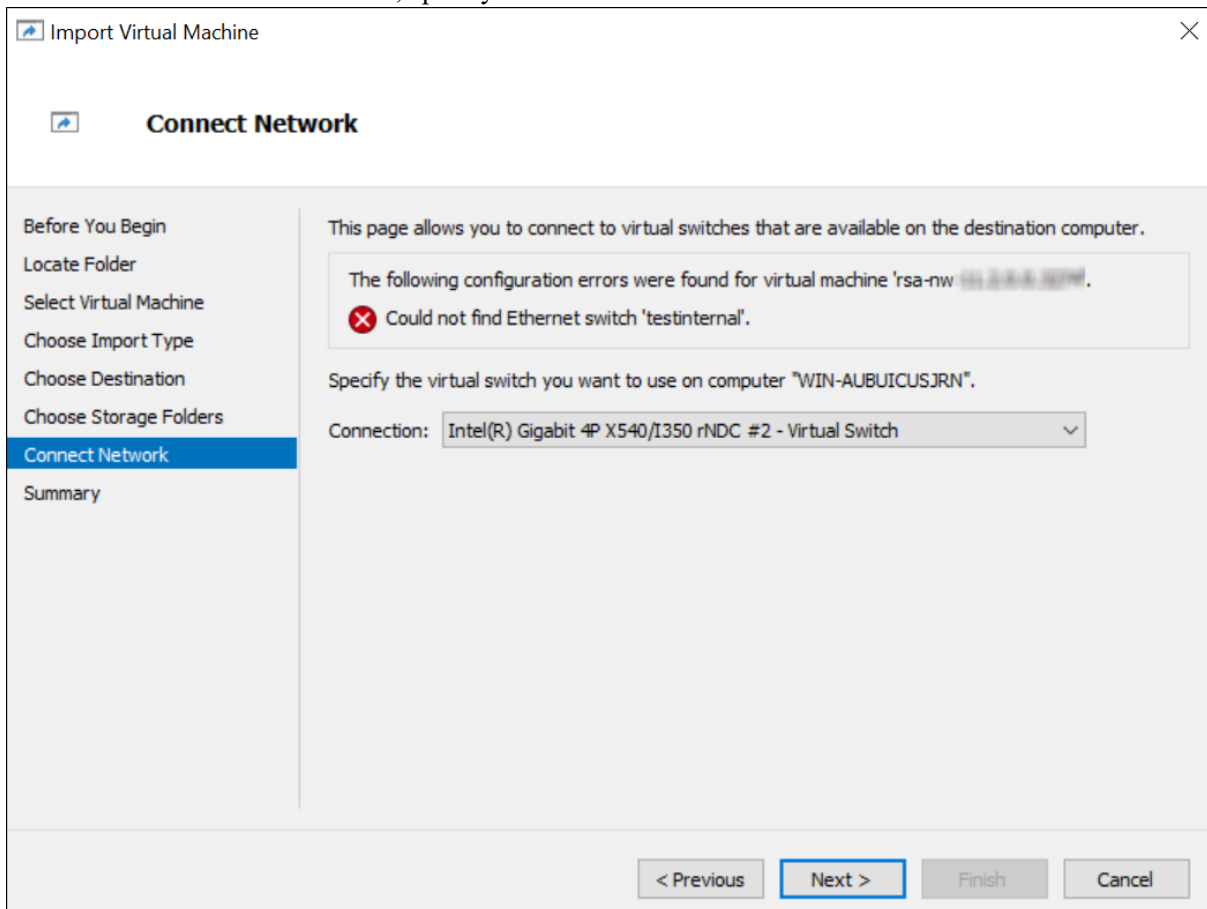 Import Virtual Machine
Connect Network
Before You Begin
Locate Folder
Select Virtual Machine
Choose Import Type
Choose Destination
Choose Storage Folders
Connect Network
Summary
This page allows you to connect to virtual switches that are available on the destination computer.
The following configuration errors were found for virtual machine 'rsa-nw
Could not find Ethernet switch 'testinternal'.
Specify the virtual switch you want to use on computer "WIN-AUBUICUSJRN".
Connection: Intel(R) Gigabit 4P X540/I350 rNDC #2 - Virtual Switch
< Previous Next > Finish Cancel